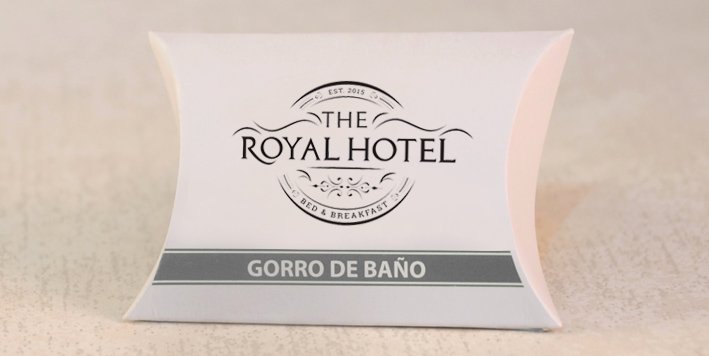 EST. 2015
THE
ROYAL HOTEL
BED & BREAKFAST
GORRO DE BAÑO